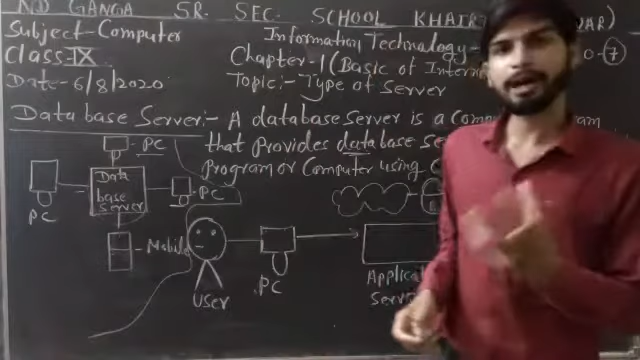 N.D GANGA SR. SEC. SCHOOL
Subject:-Computer
Information Technology-
Class-IX
Chapter-1 (Basic of
Date-6/8/2020
Topic:-Type of Server
Data base Server:- A database Server is a
that provides database
program or Computer using
PC
Data base Server
PC
PC
Mobile
User
PC